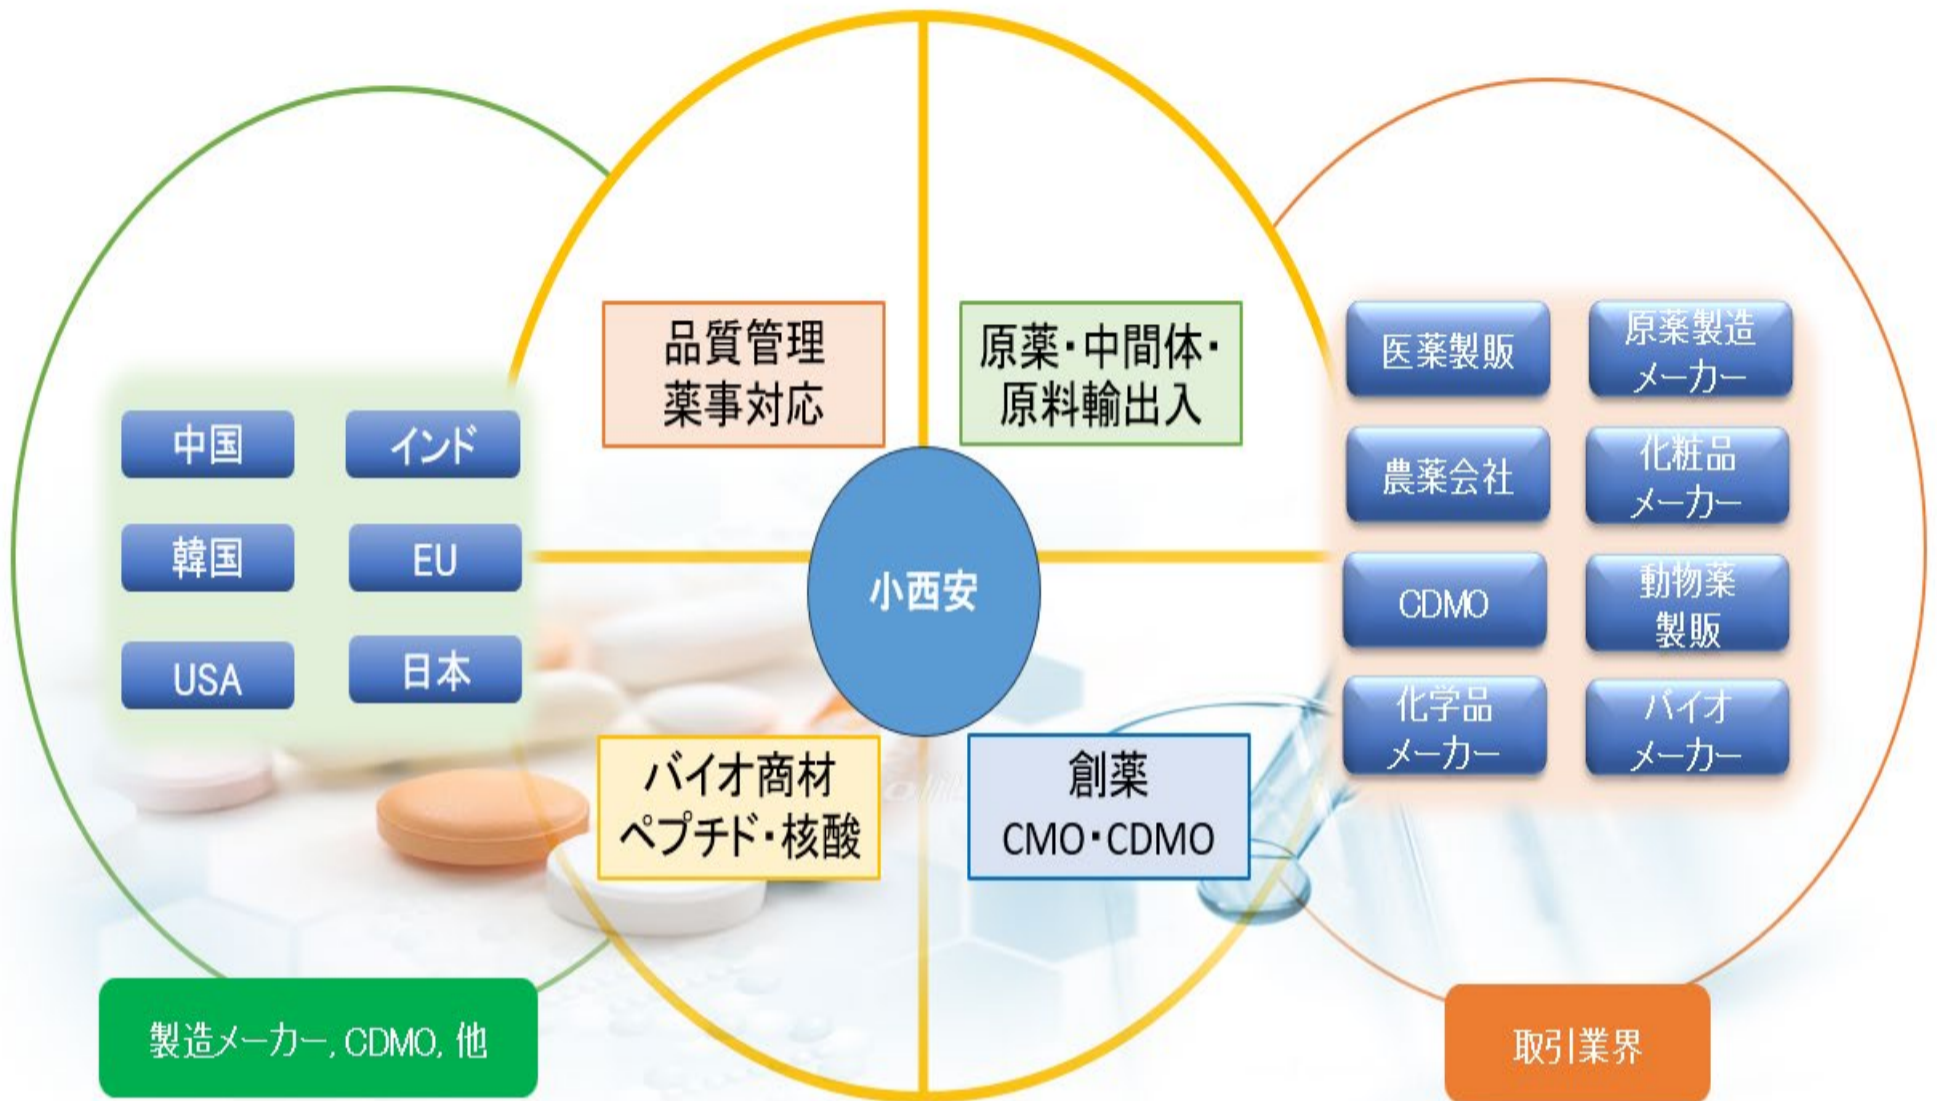 品質管理
薬事対応
原薬・中間体・
原料輸出入
中国
インド
韓国
EU
USA
日本
小西安
バイオ商材
ペプチド・核酸
創薬
CMO・CDMO
医薬製販
原薬製造
メーカー
農薬会社
化粧品
メーカー
CDMO
動物薬
製販
化学品
メーカー
バイオ
メーカー
製造メーカー, CDMO, 他
取引業界